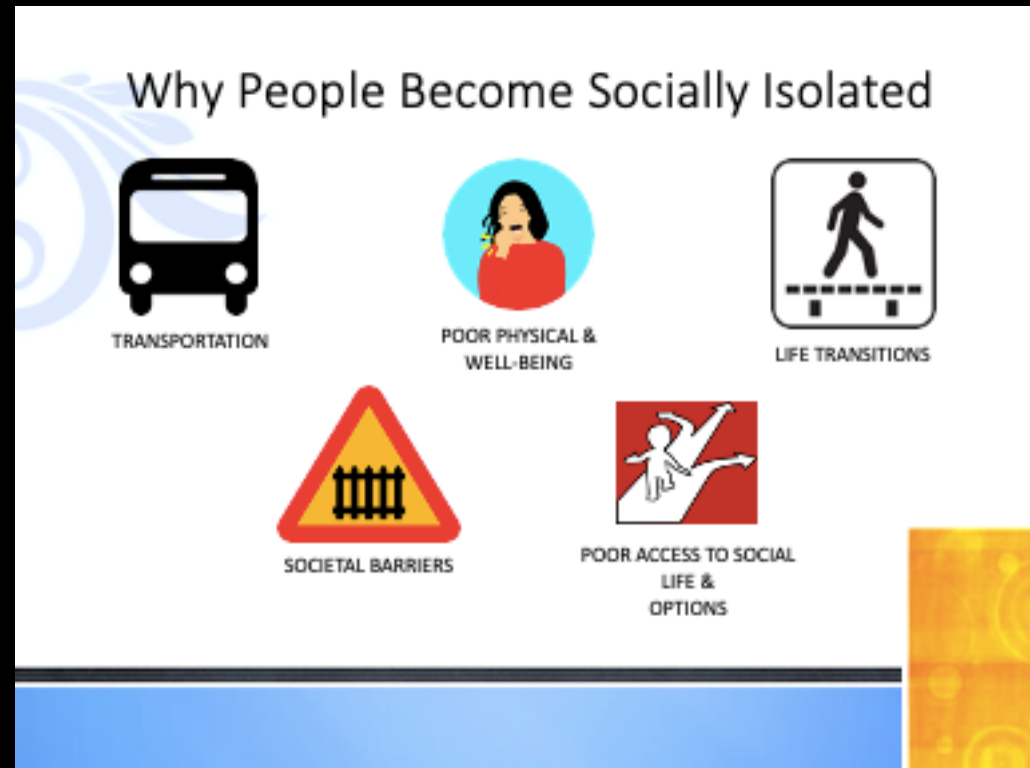 Why People Become Socially Isolated
TRANSPORTATION
POOR PHYSICAL &
WELL-BEING
LIFE TRANSITIONS
SOCIETAL BARRIERS
POOR ACCESS TO SOCIAL
LIFE &
OPTIONS